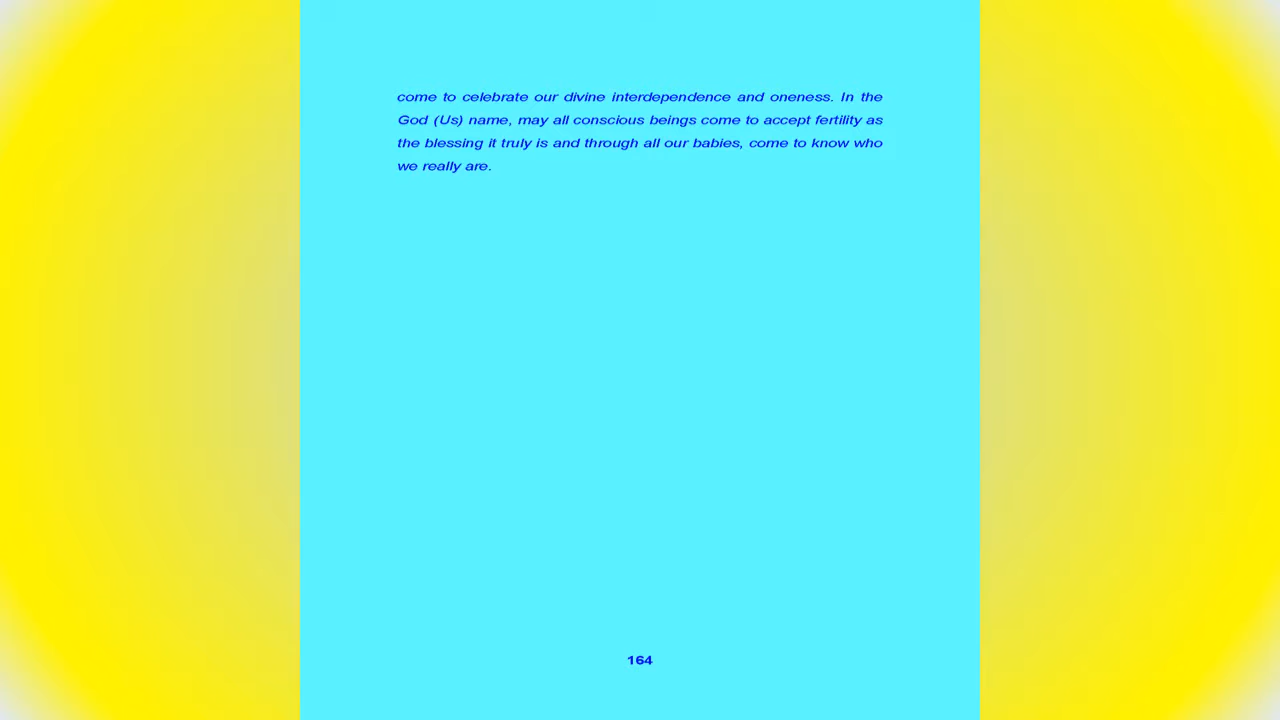 come to celebrate our divine interdependence and oneness. In the
God (Us) name, may all conscious beings come to accept fertility as
the blessing it truly is and through all our babies, come to know who
we really are.
164